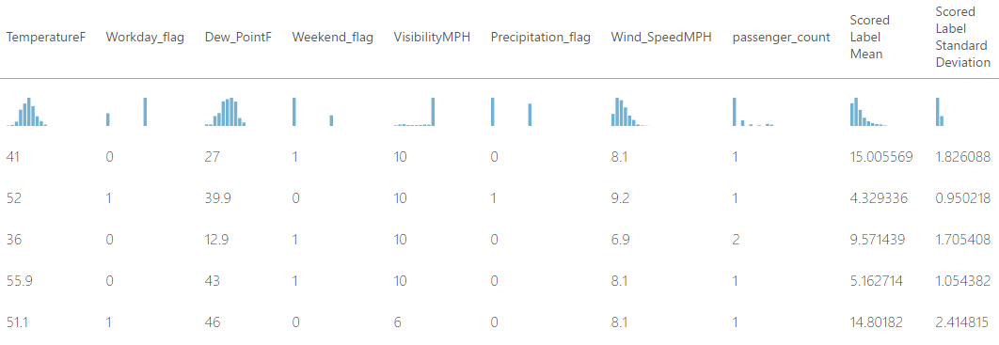 TemperatureF Workday_flag Dew_PointF Weekend_flag VisibilityMPH Precipitation_flag Wind_SpeedMPH passenger_count Scored Label Mean Scored Label Standard Deviation
41 0 27 1 10 0 8.1 1 15.005569 1.826088
52 1 39.9 0 10 1 9.2 1 4.329336 0.950218
36 0 12.9 1 10 0 6.9 2 9.571439 1.705408
55.9 0 43 1 10 0 8.1 1 5.162714 1.054382
51.1 1 46 0 6 0 8.1 1 14.80182 2.414815